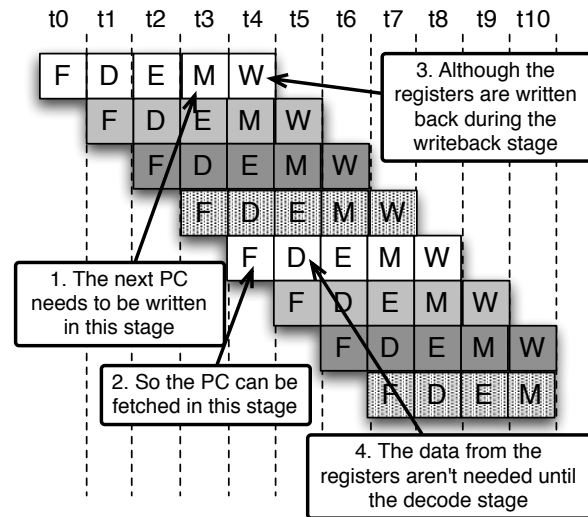 t0 t1 t2 t3 t4 t5 t6 t7 t8 t9 t10
F D E M W
3. Although the
registers are written
back during the
writeback stage
F D E M W
F D E M W
F D E M W
F D E M W
1. The next PC
needs to be written
in this stage
F D E M W
F D E M W
2. So the PC can be
fetched in this stage
F D E M
4. The data from the
registers aren't needed until
the decode stage